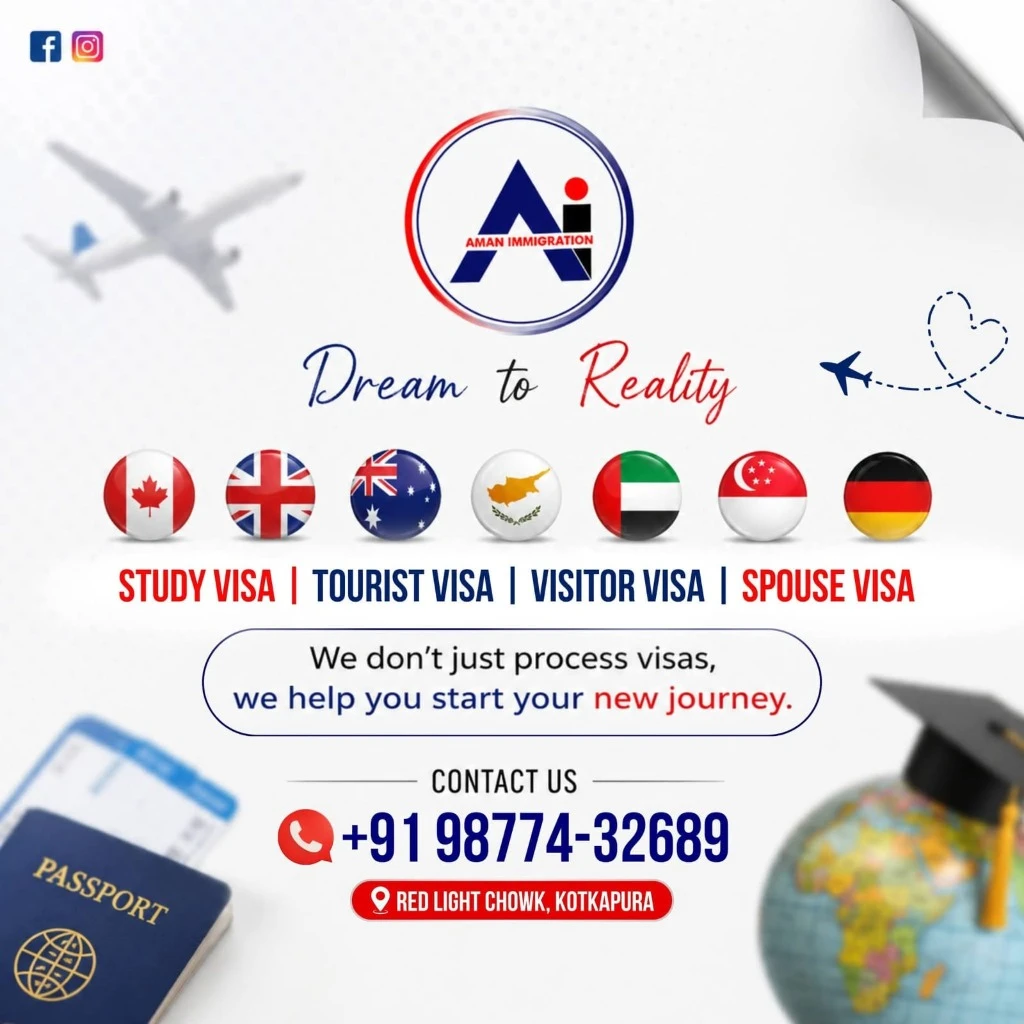 AMAN IMMIGRATION
Dream to Reality
STUDY VISA | TOURIST VISA | VISITOR VISA | SPOUSE VISA
We don't just process visas,
we help you start your new journey.
CONTACT US
+91 98774-32689
RED LIGHT CHOWK, KOTKAPURA
PASSPORT